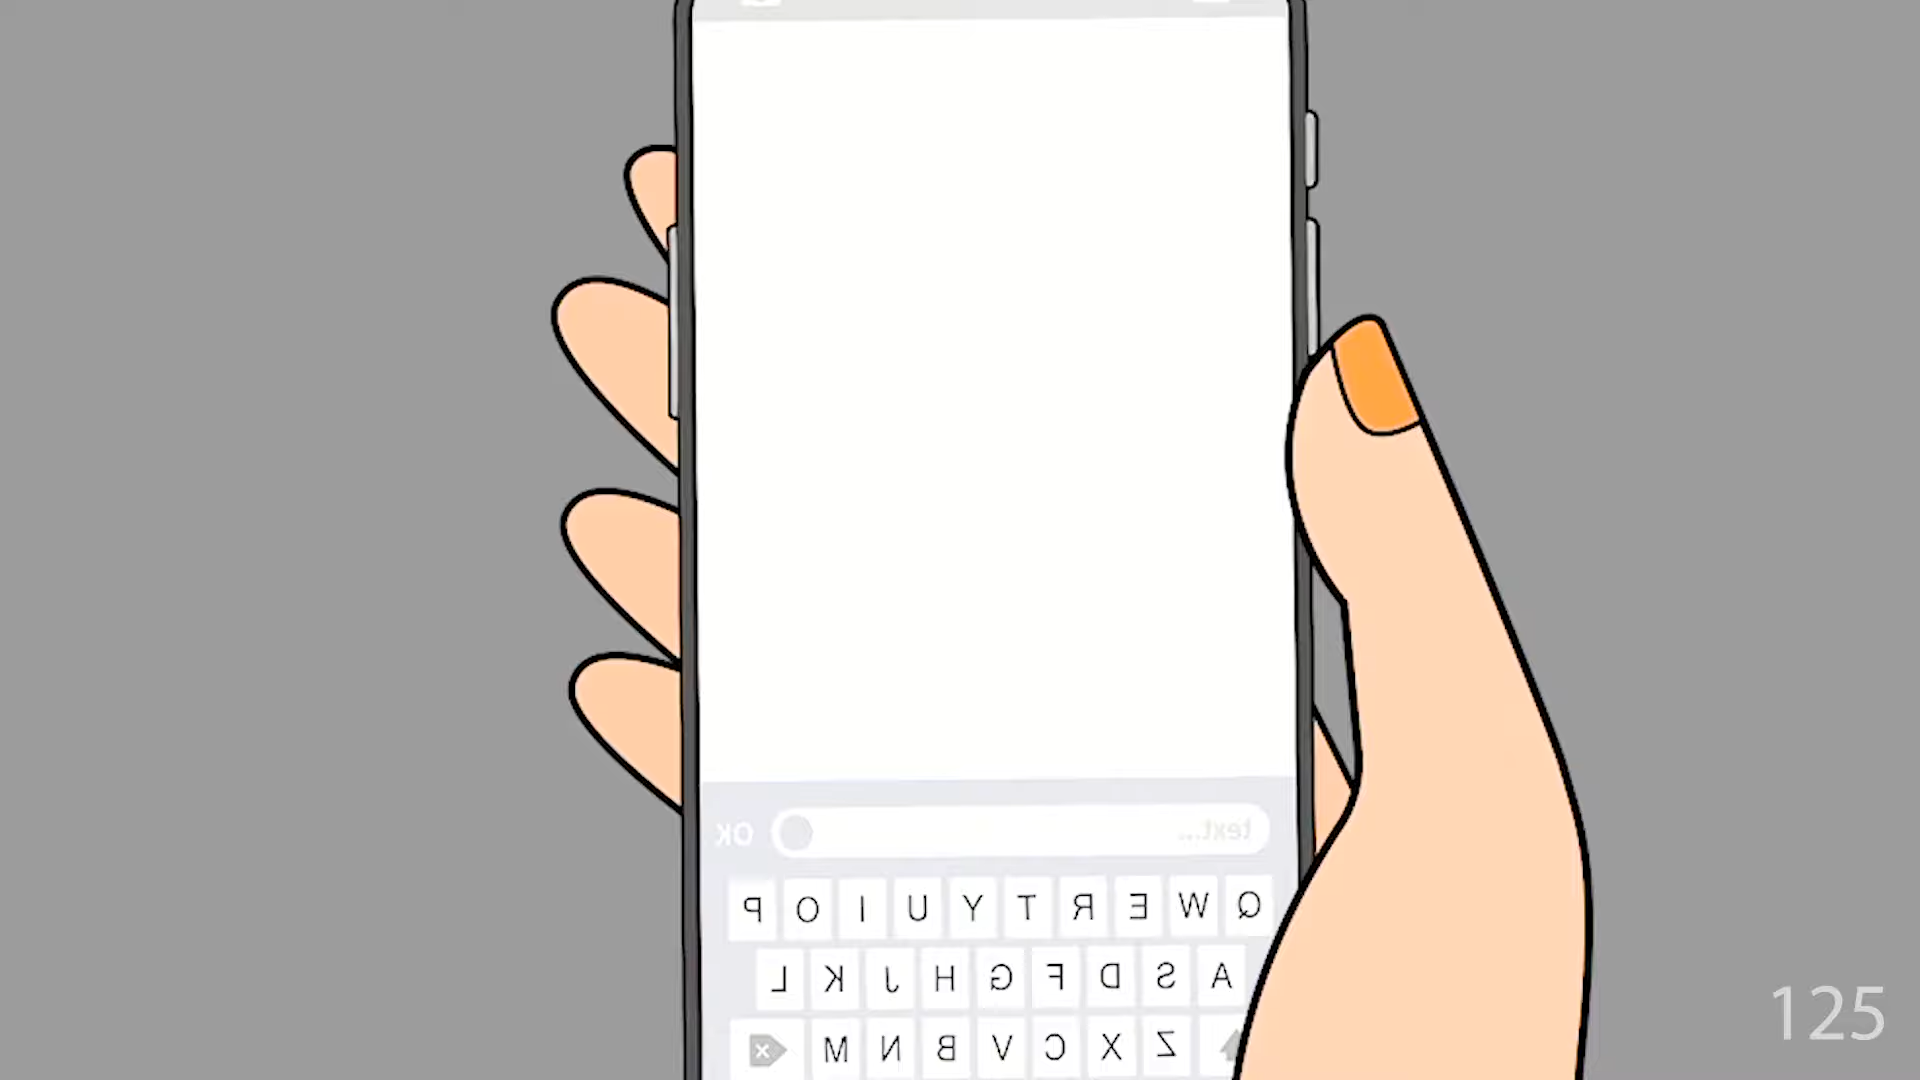 OK text...
P O I U Y T R E W Q
L K J H G F D S A
M N B V C X Z
125